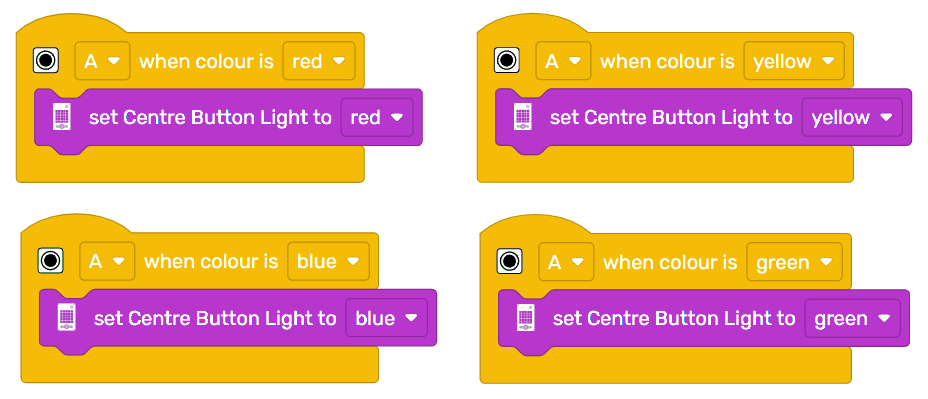 A when colour is red
set Centre Button Light to red
A when colour is yellow
set Centre Button Light to yellow
A when colour is blue
set Centre Button Light to blue
A when colour is green
set Centre Button Light to green